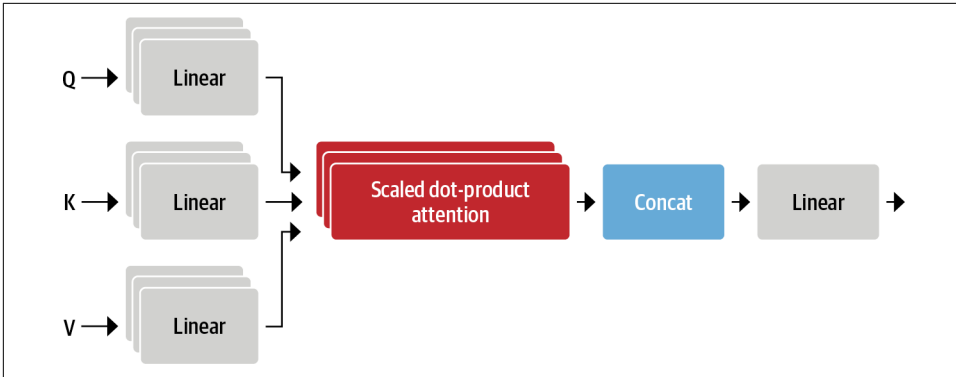 Q
Linear
K
Linear
V
Linear
Scaled dot-product
attention
Concat
Linear